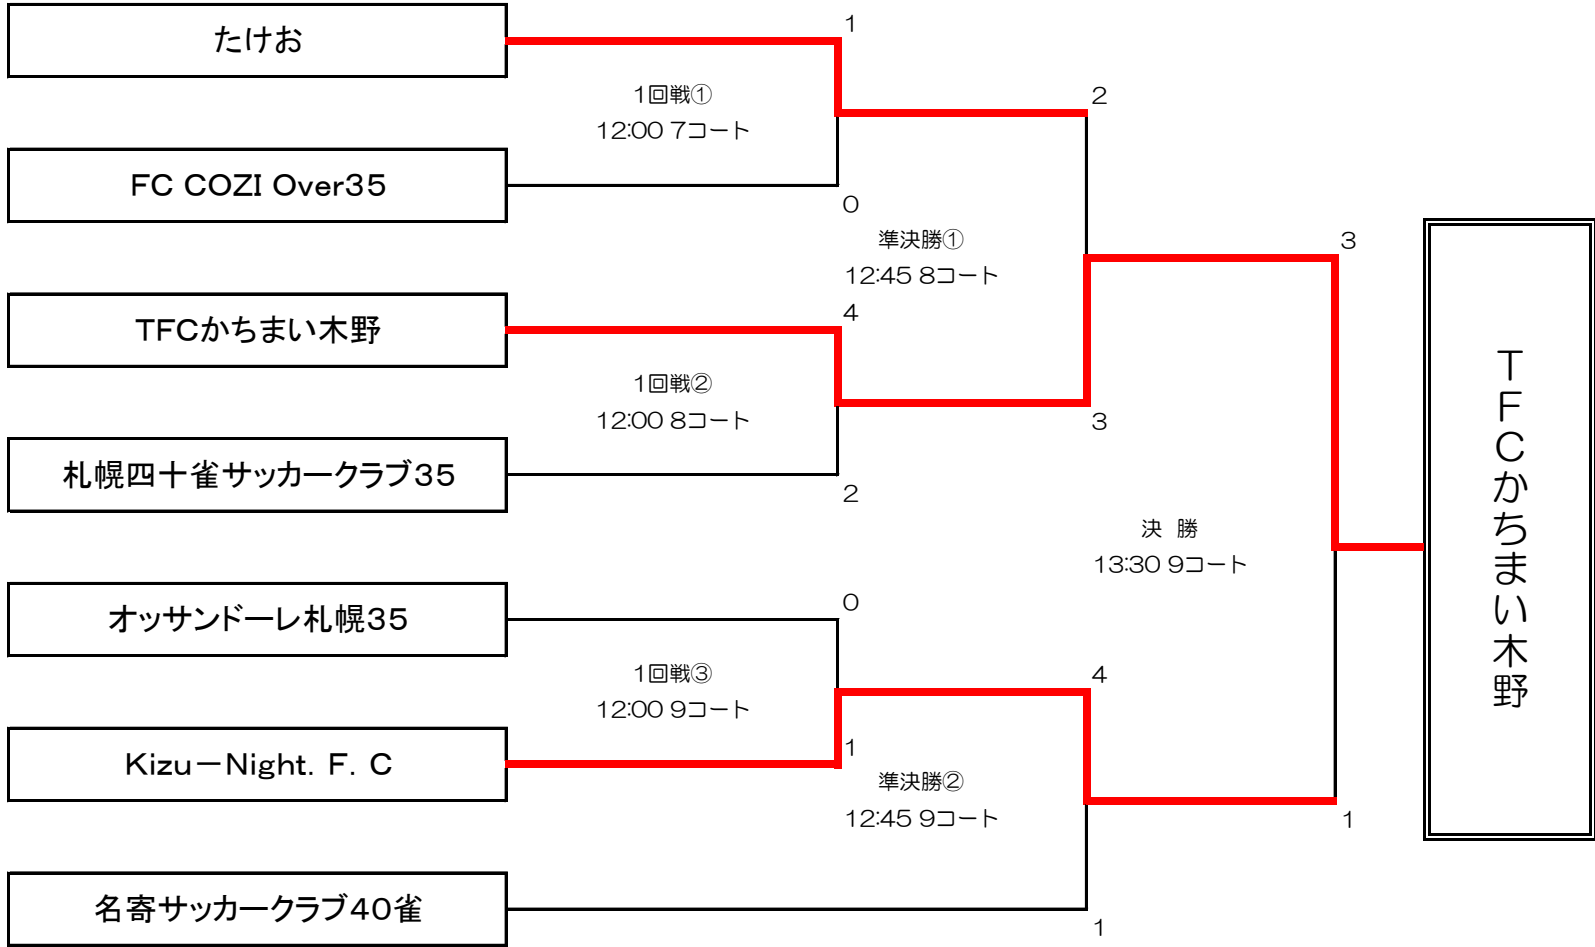 たけお
1
1回戦①
12:00 7コート
2
FC COZI Over35
0
準決勝①
12:45 8コート
3
TFCかちまい木野
4
1回戦②
12:00 8コート
3
札幌四十雀サッカークラブ35
2
決 勝
13:30 9コート
TFCかちまい木野
オッサンドーレ札幌35
0
1回戦③
12:00 9コート
4
Kizu－Night．F．C
1
準決勝②
12:45 9コート
1
名寄サッカークラブ40雀
1